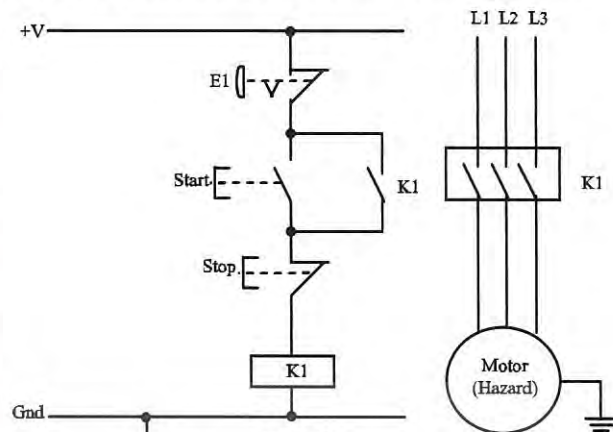 L1 L2 L3
+V
E1
Start
K1
K1
Stop
K1
Motor
(Hazard)
Gnd